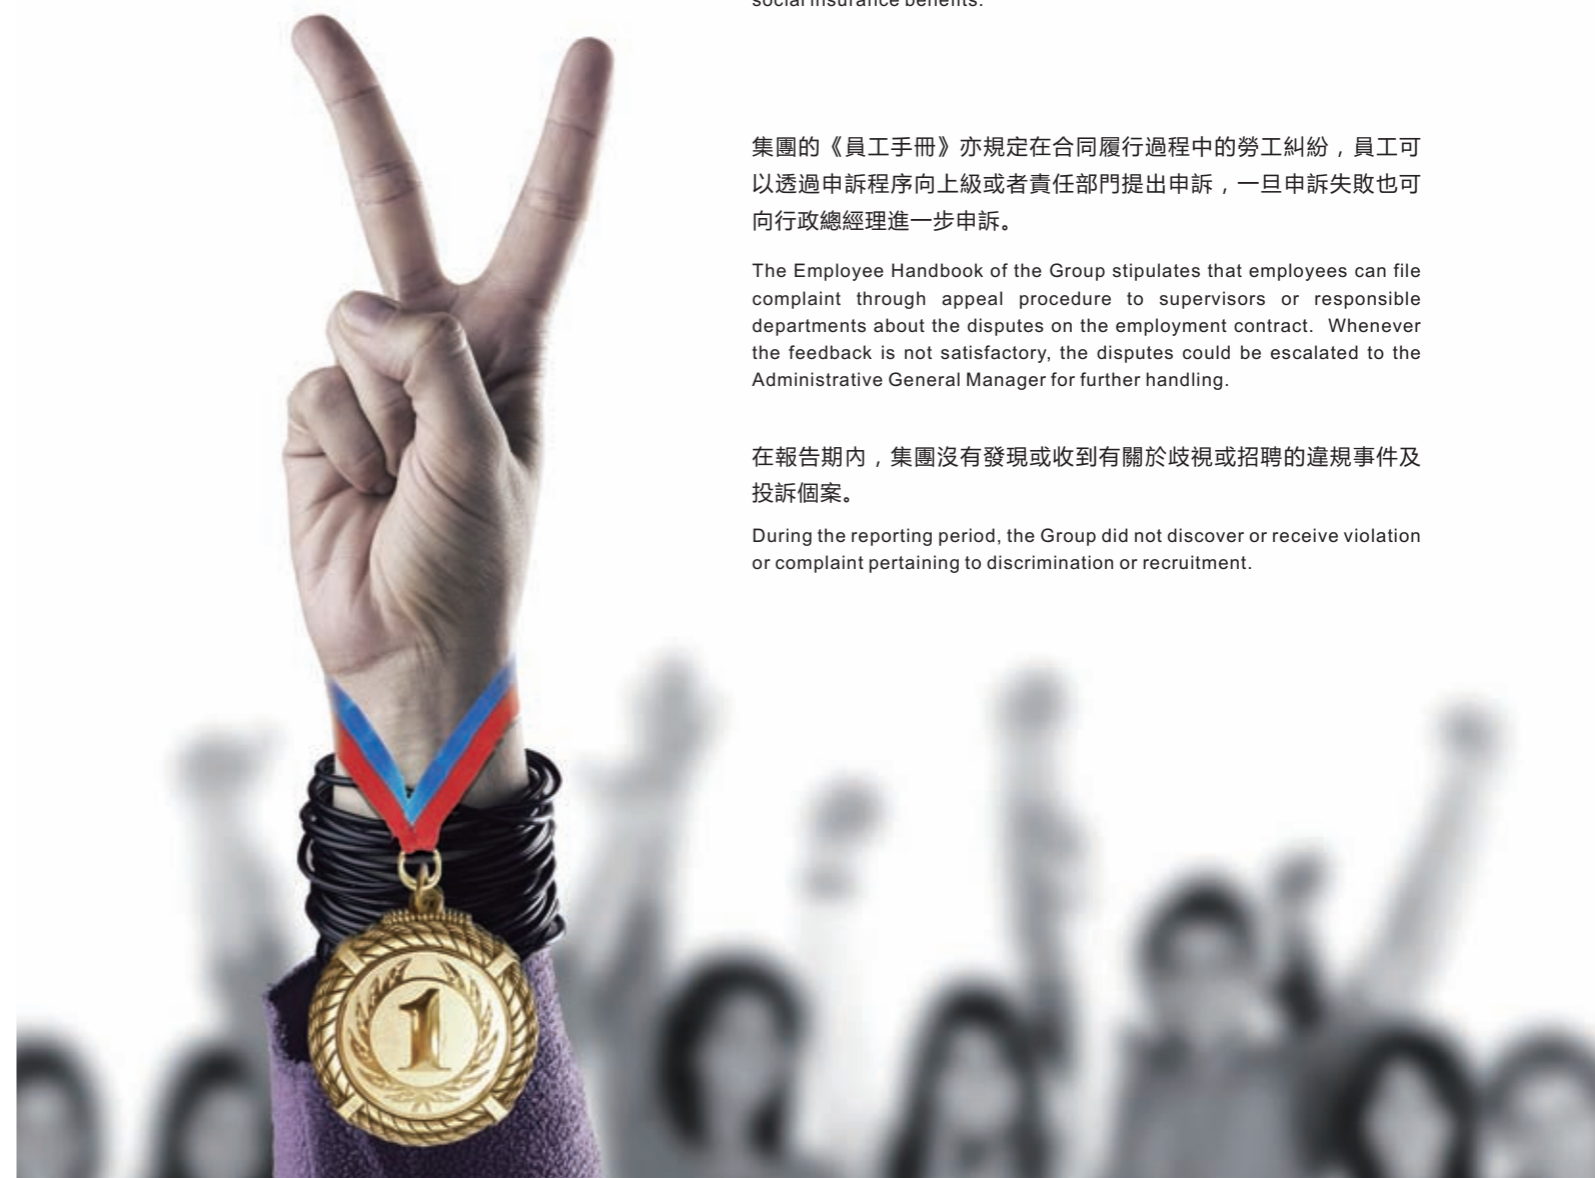 social insurance benefits.
集團的《員工手冊》亦規定在合同履行過程中的勞工糾紛，員工可
以透過申訴程序向上級或者責任部門提出申訴，一旦申訴失敗也可
向行政總經理進一步申訴。
The Employee Handbook of the Group stipulates that employees can file
complaint through appeal procedure to supervisors or responsible
departments about the disputes on the employment contract. Whenever
the feedback is not satisfactory, the disputes could be escalated to the
Administrative General Manager for further handling.
在報告期內，集團沒有發現或收到有關於歧視或招聘的違規事件及
投訴個案。
During the reporting period, the Group did not discover or receive violation
or complaint pertaining to discrimination or recruitment.
1